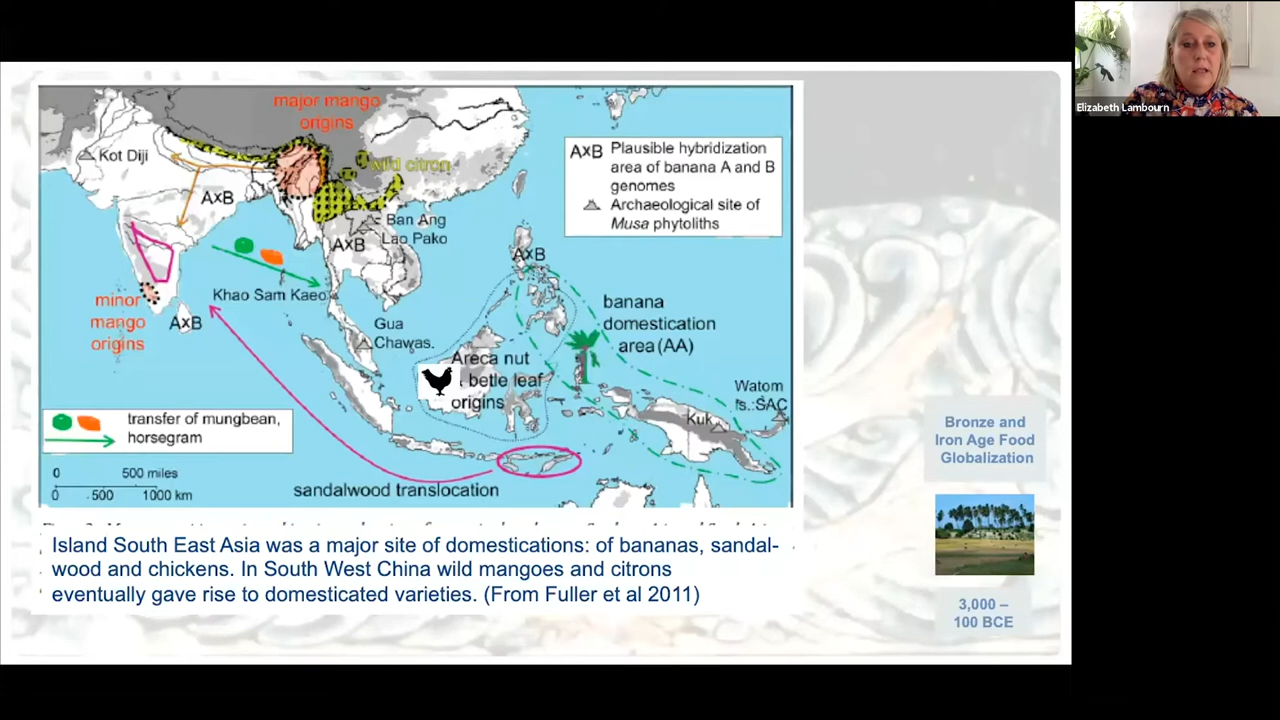 major mango
origins
Kot Diji
wild citron
AxB
Ban Ang
Lao Pako
AxB
Khao Sam Kaeo
minor
mango
origins
AxB
Gua
Chawas.
AxB
AxB Plausible hybridization
area of banana A and B
genomes
Archaeological site of
Musa phytoliths
banana
domestication
area (AA)
Areca nut
betle leaf
origins
Watom
Is.:SAC
Kuk
transfer of mungbean,
horsegram
0 500 miles
0 500 1000 km
sandalwood translocation
Island South East Asia was a major site of domestications: of bananas, sandal-
wood and chickens. In South West China wild mangoes and citrons
eventually gave rise to domesticated varieties. (From Fuller et al 2011)
Bronze and
Iron Age Food
Globalization
3,000 –
100 BCE
Elizabeth Lambourn